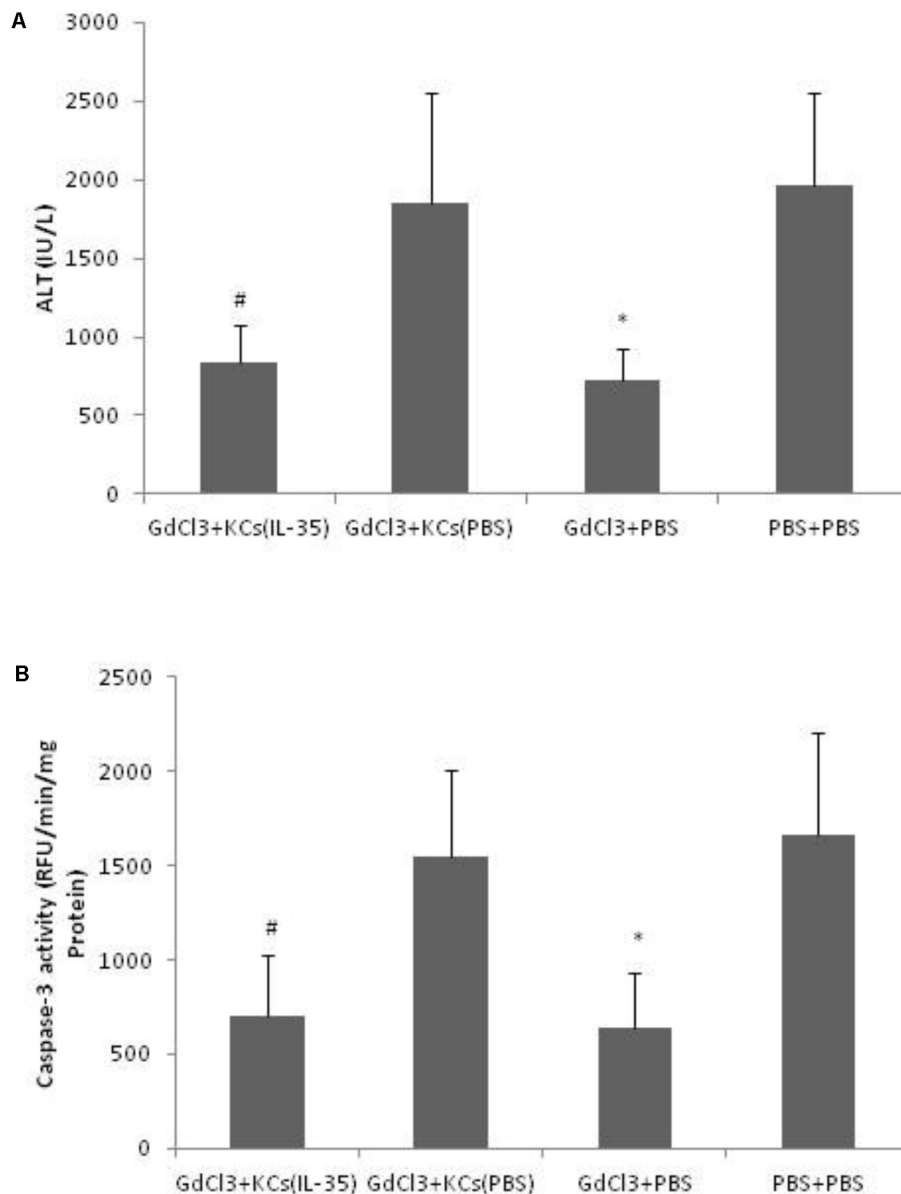 A
3000
2500
2000
1500
1000
500
0
ALT (IU/L)
#
*
GdCl3+KCs(IL-35) GdCl3+KCs(PBS) GdCl3+PBS PBS+PBS
B
2500
2000
1500
1000
500
0
Caspase-3 activity (RFU/min/mg
Protein)
#
*
GdCl3+KCs(IL-35) GdCl3+KCs(PBS) GdCl3+PBS PBS+PBS